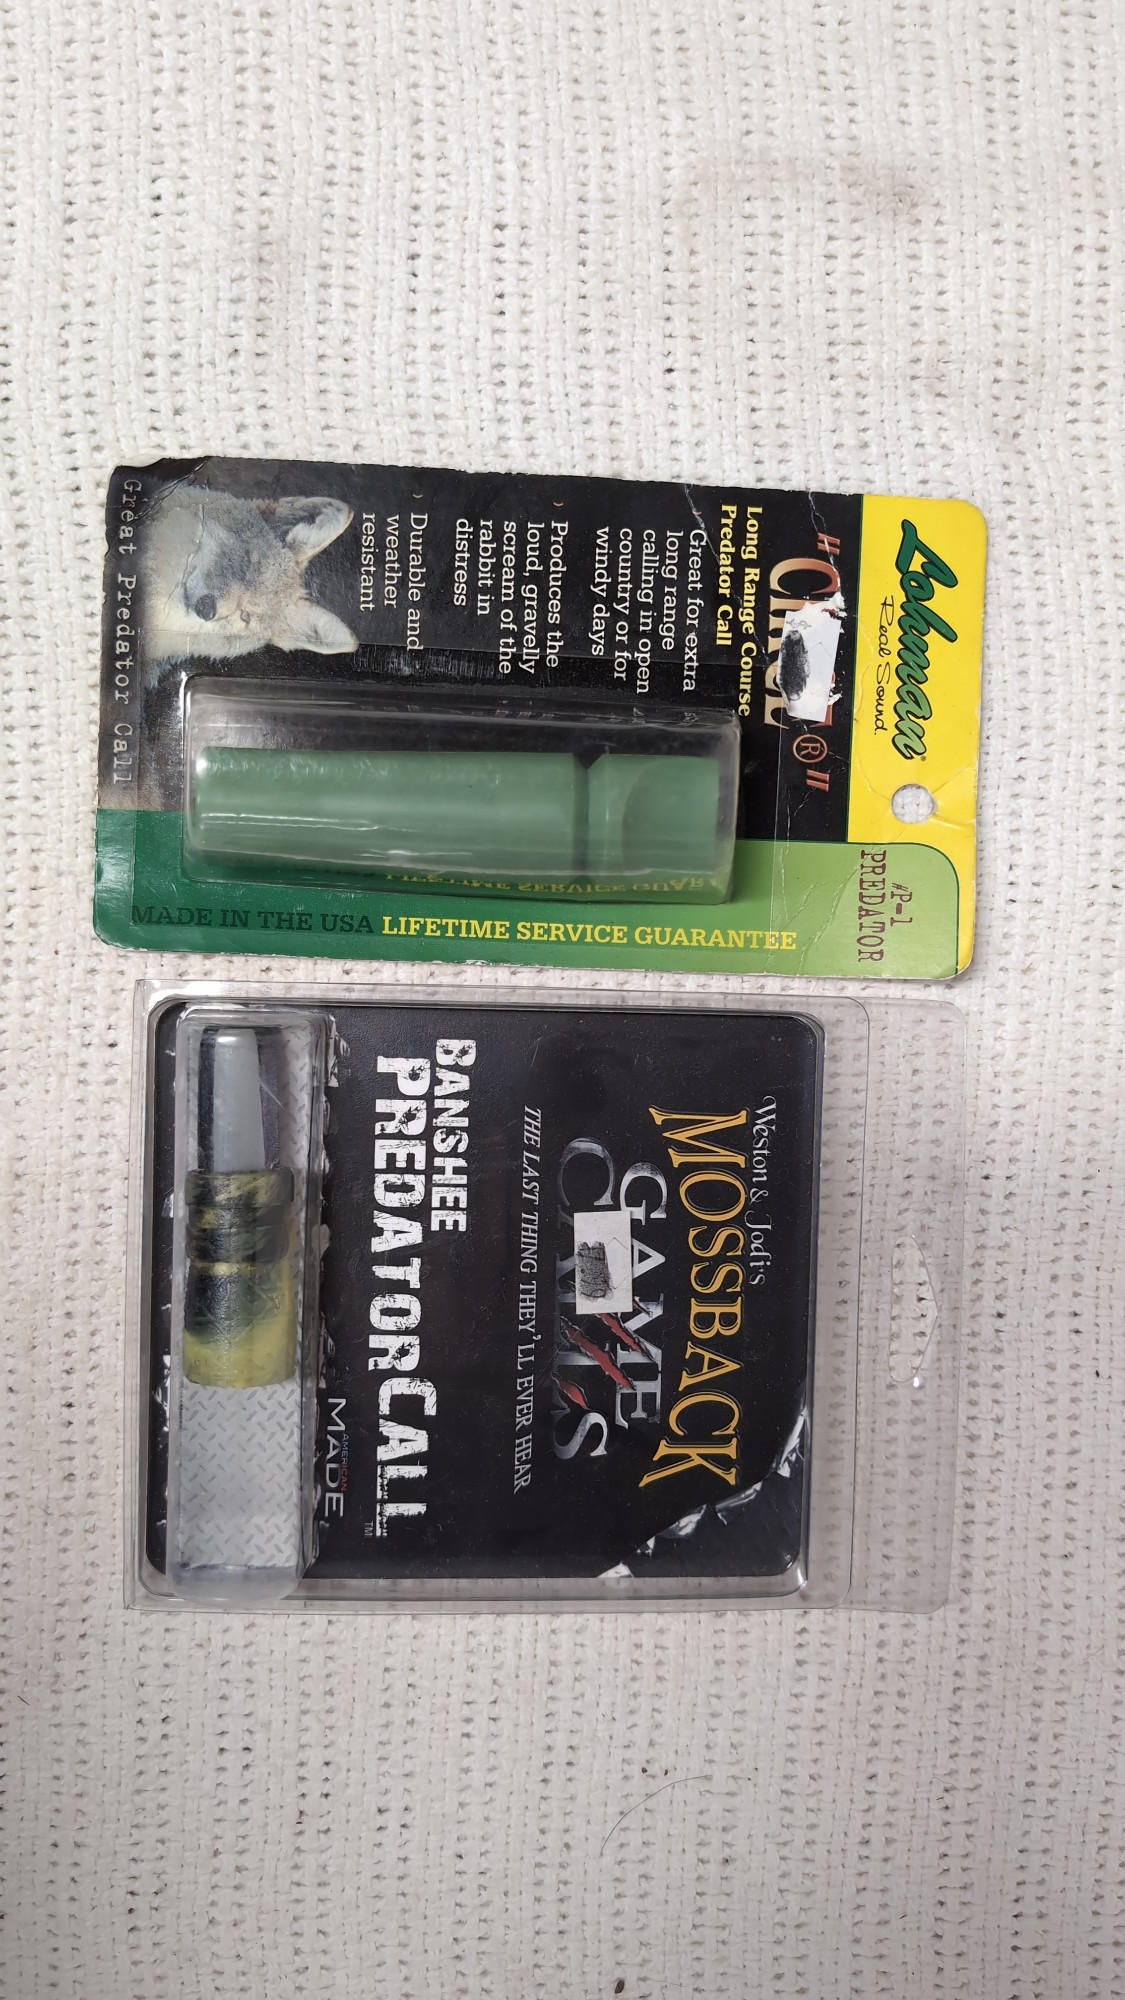 Lohman®
Real Sound.
#P=1
PREDATOR
®"
Long Range Course
Predator Call
Great for extra
long range
calling in open
country or for
windy days
Produces the
loud, gravelly
scream of the
rabbit in
distress
Durable and
weather
resistant
Great Predator Call
MADE IN THE USA LIFETIME SERVICE GUARANTEE
Weston & Jodi's
MOSSBACK
GAME
CALLS
THE LAST THING THEY'LL EVER HEAR
BANSHEE
PREDATORCALL™
AMERICAN
MADE